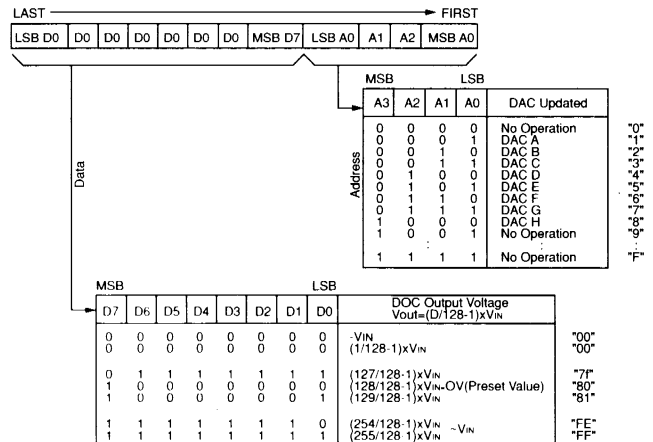 LAST FIRST
LSB D0 D0 D0 D0 D0 D0 MSB D7 LSB A0 A1 A2 MSB A0
MSB LSB
A3 A2 A1 A0 DAC Updated
0 0 0 0 No Operation "0"
0 0 0 1 DAC A "1"
0 0 1 0 DAC B "2"
0 0 1 1 DAC C "3"
0 1 0 0 DAC D "4"
0 1 0 1 DAC E "5"
0 1 1 0 DAC F "6"
0 1 1 1 DAC G "7"
1 0 0 0 DAC H "8"
1 0 0 1 No Operation "9"
1 1 1 1 No Operation "F"
Address
Data
MSB LSB
D7 D6 D5 D4 D3 D2 D1 D0 DOC Output Voltage
Vout=(D/128-1)xVIN
0 0 0 0 0 0 0 0 -VIN "00"
0 0 0 0 0 0 0 0 (1/128-1)xVIN "00"
0 1 1 1 1 1 1 1 (127/128-1)xVIN "7f"
1 0 0 0 0 0 0 0 (128/128-1)xVIN=OV(Preset Value) "80"
1 0 0 0 0 0 0 1 (129/128-1)xVIN "81"
1 1 1 1 1 1 1 0 (254/128-1)xVIN ~VIN "FE"
1 1 1 1 1 1 1 1 (255/128-1)xVIN "FF"